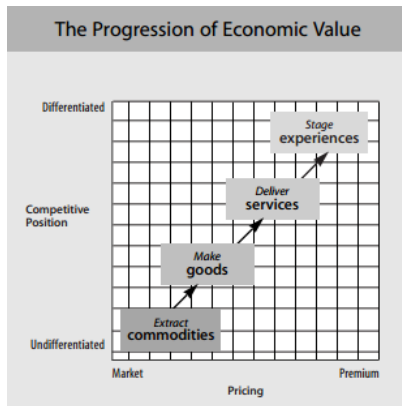 The Progression of Economic Value
Differentiated
Stage
experiences
Deliver
services
Competitive
Position
Make
goods
Extract
commodities
Undifferentiated
Market
Premium
Pricing